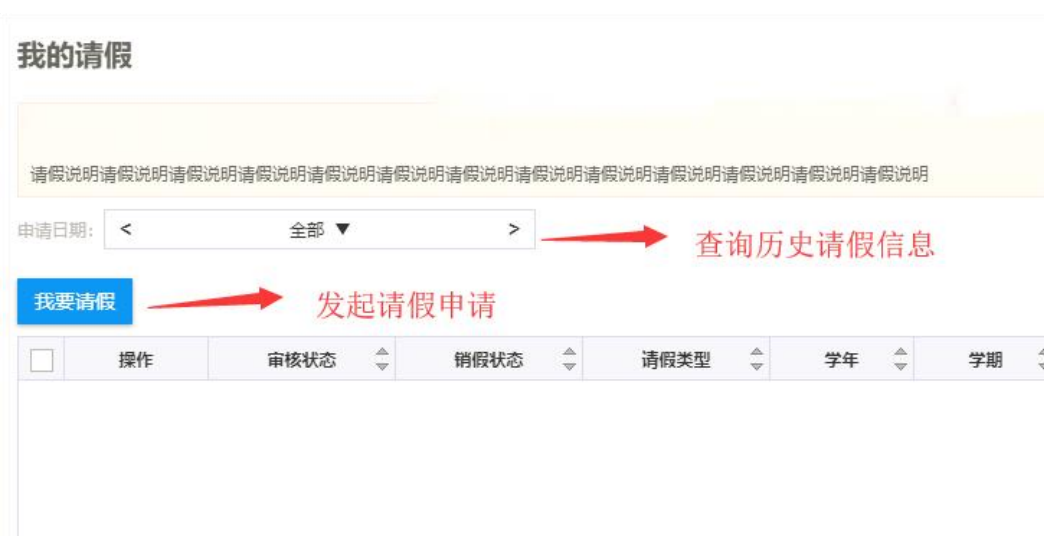 我的请假
请假说明请假说明请假说明请假说明请假说明请假说明请假说明请假说明请假说明请假说明请假说明请假说明请假说明
申请日期: < 全部 ▼ > 查询历史请假信息
我要请假 发起请假申请
操作 审核状态 销假状态 请假类型 学年 学期